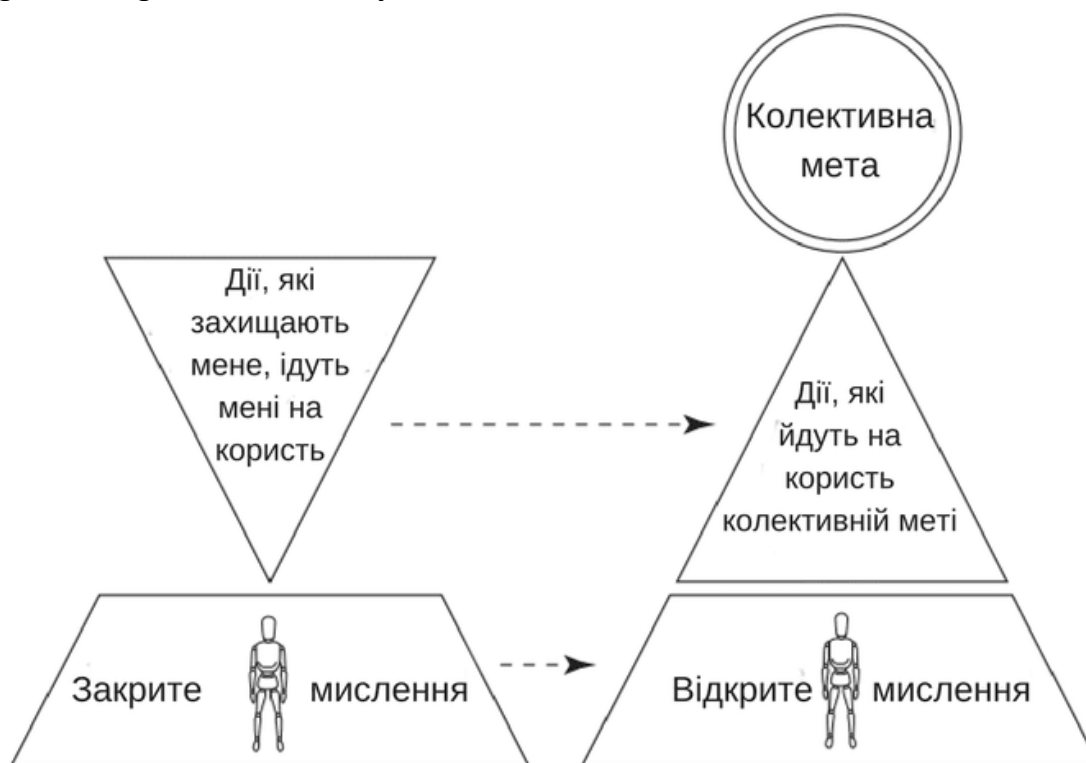 Колективна
мета
Дії, які
захищають
мене, ідуть
мені на
користь
Дії, які
йдуть на
користь
колективній меті
Закрите мислення
Відкрите мислення